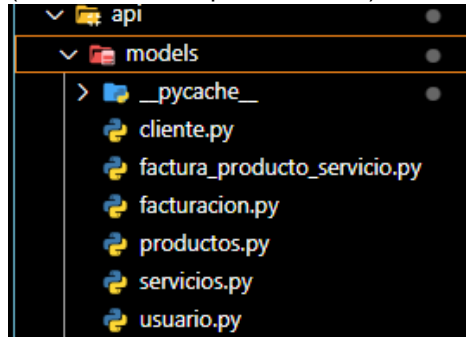 api
models
__pycache__
cliente.py
factura_producto_servicio.py
facturacion.py
productos.py
servicios.py
usuario.py